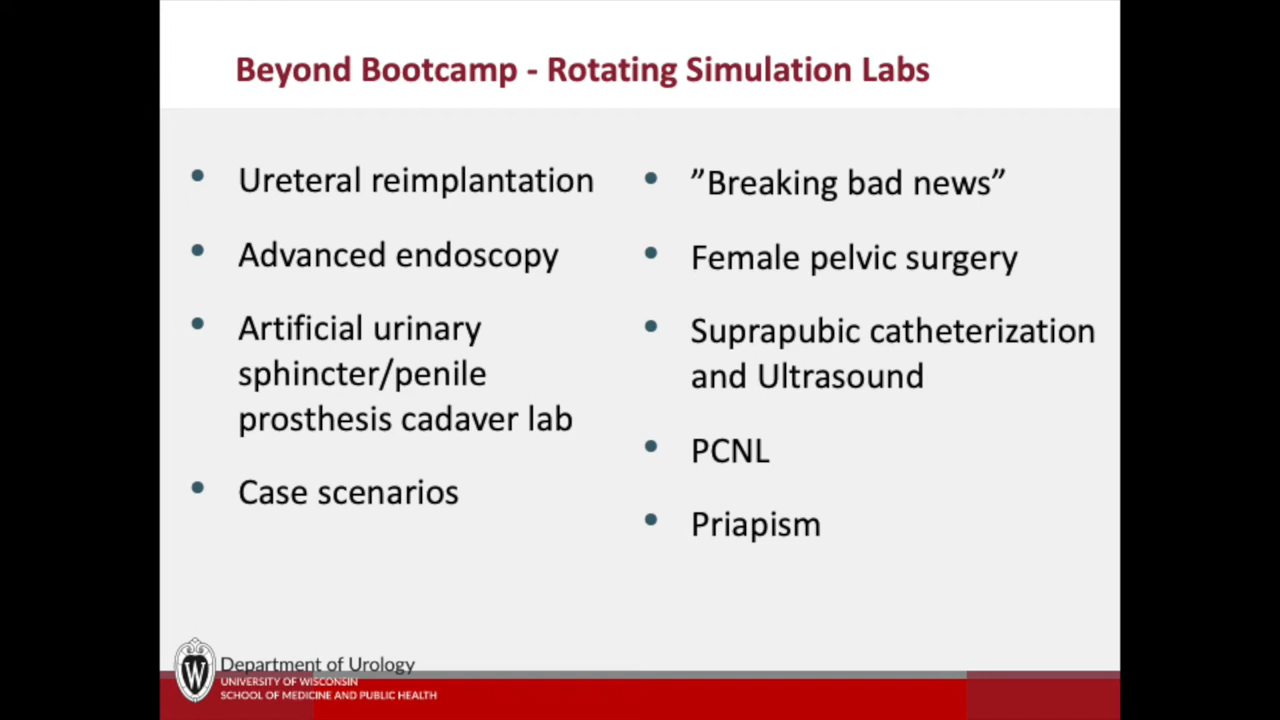 Beyond Bootcamp - Rotating Simulation Labs
• Ureteral reimplantation
• Advanced endoscopy
• Artificial urinary
sphincter/penile
prosthesis cadaver lab
• Case scenarios
• ”Breaking bad news”
• Female pelvic surgery
• Suprapubic catheterization
and Ultrasound
• PCNL
• Priapism
W
Department of Urology
UNIVERSITY OF WISCONSIN
SCHOOL OF MEDICINE AND PUBLIC HEALTH